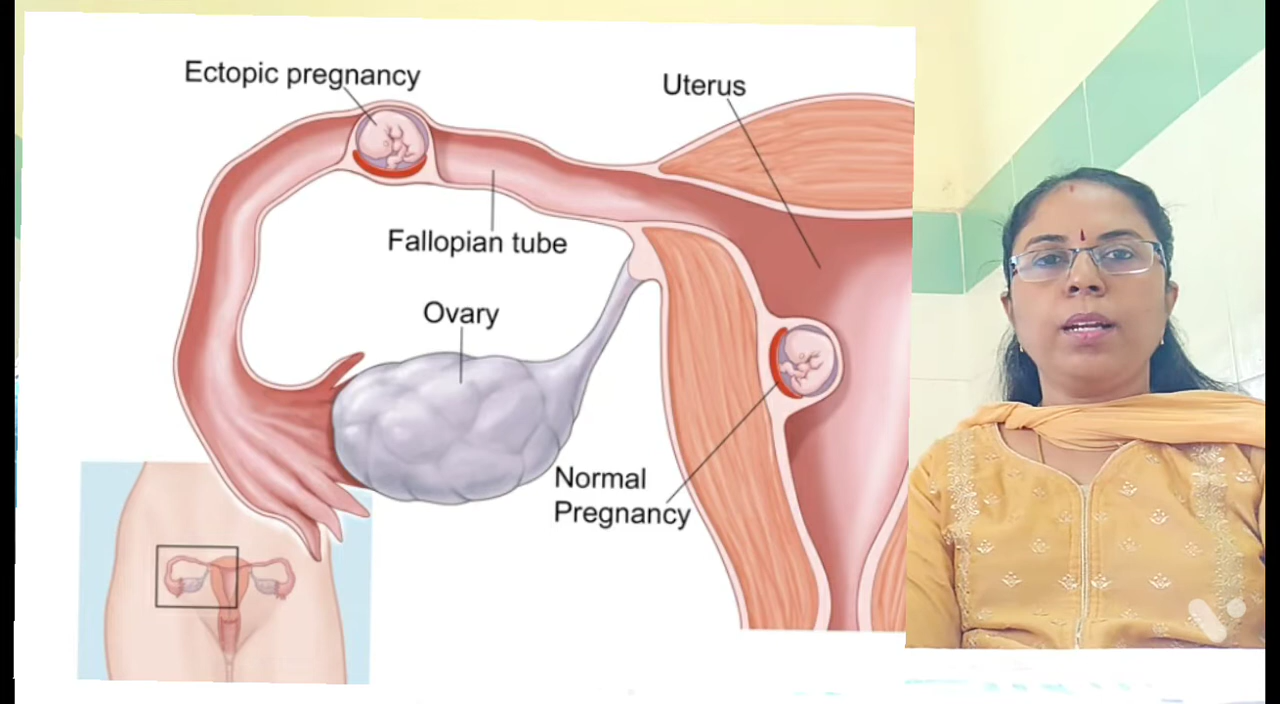 Ectopic pregnancy
Uterus
Fallopian tube
Ovary
Normal
Pregnancy